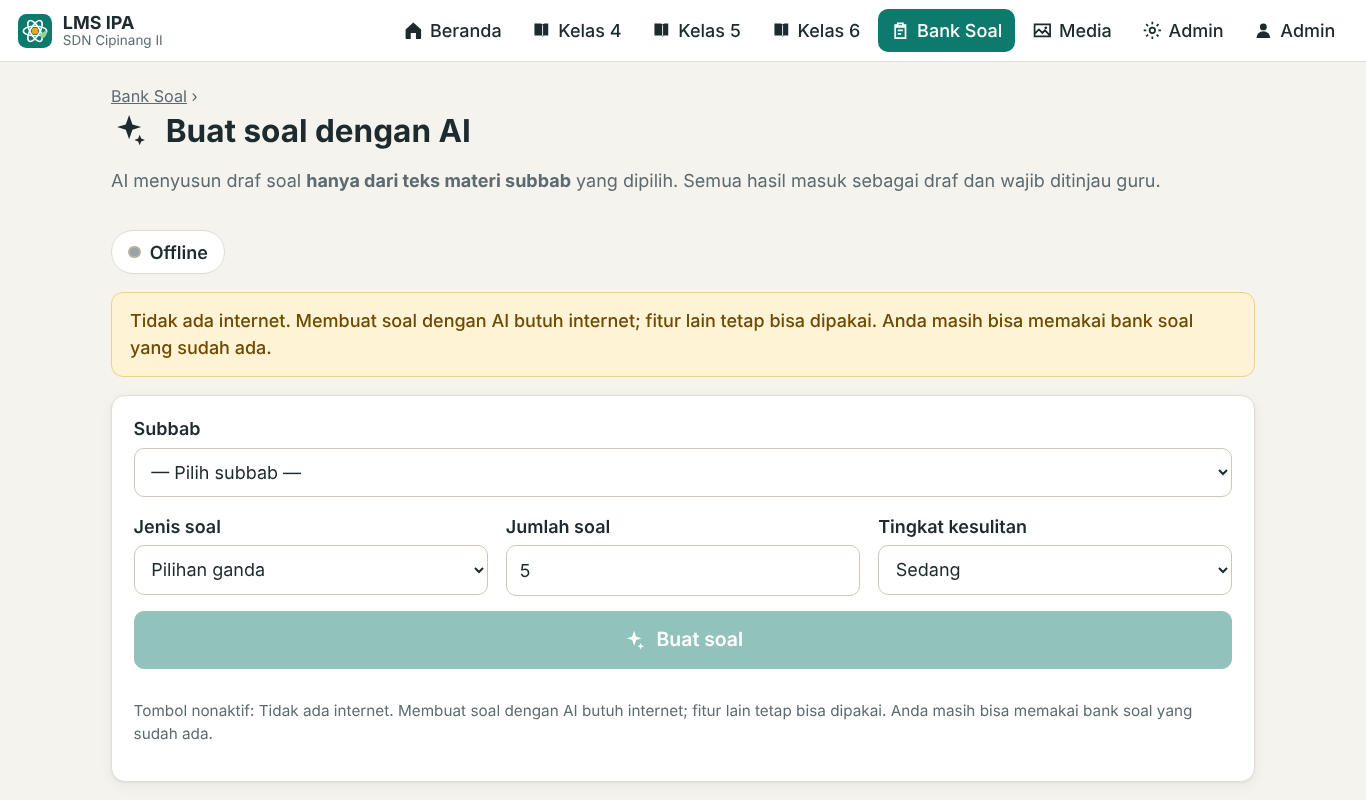 LMS IPA
SDN Cipinang II
Beranda
Kelas 4
Kelas 5
Kelas 6
Bank Soal
Media
Admin
Admin
Bank Soal ›
Buat soal dengan AI
AI menyusun draf soal hanya dari teks materi subbab yang dipilih. Semua hasil masuk sebagai draf dan wajib ditinjau guru.
Offline
Tidak ada internet. Membuat soal dengan AI butuh internet; fitur lain tetap bisa dipakai. Anda masih bisa memakai bank soal
yang sudah ada.
Subbab
— Pilih subbab —
Jenis soal
Jumlah soal
Tingkat kesulitan
Pilihan ganda
5
Sedang
Buat soal
Tombol nonaktif: Tidak ada internet. Membuat soal dengan AI butuh internet; fitur lain tetap bisa dipakai. Anda masih bisa memakai bank soal yang
sudah ada.